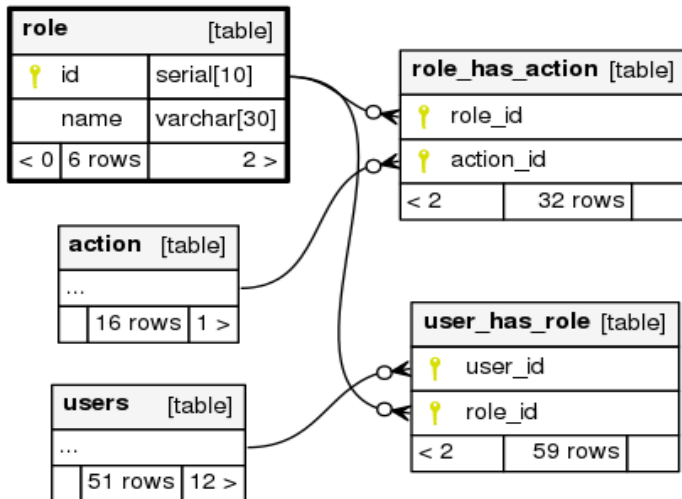 role [table]
id serial[10]
name varchar[30]
< 0 6 rows 2 >
role_has_action [table]
role_id
action_id
< 2 32 rows
action [table]
...
16 rows 1 >
user_has_role [table]
user_id
role_id
< 2 59 rows
users [table]
...
51 rows 12 >